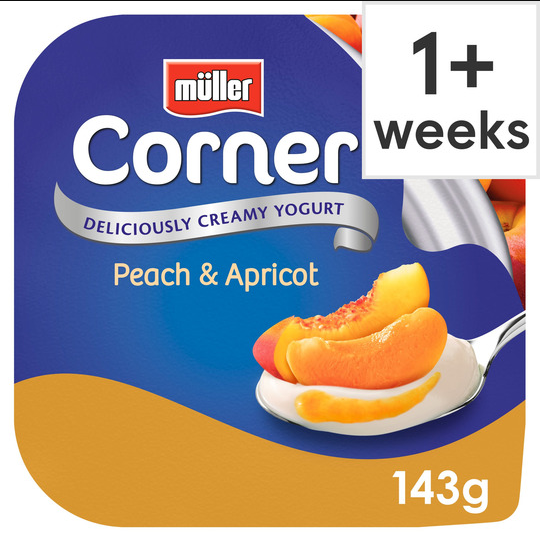 1+
weeks
müller
Corner
DELICIOUSLY CREAMY YOGURT
Peach & Apricot
143g